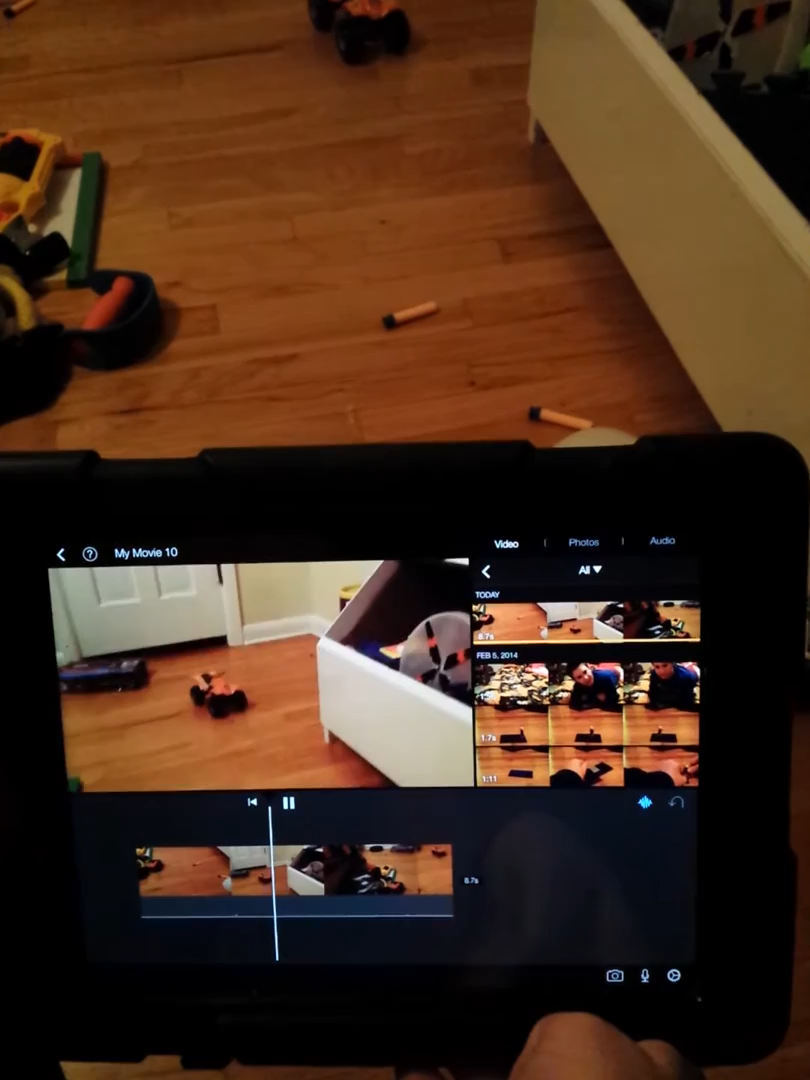 My Movie 10
Video | Photos | Audio
All ▼
TODAY
8.7s
FEB 5, 2014
1.7s
1:11
8.7s